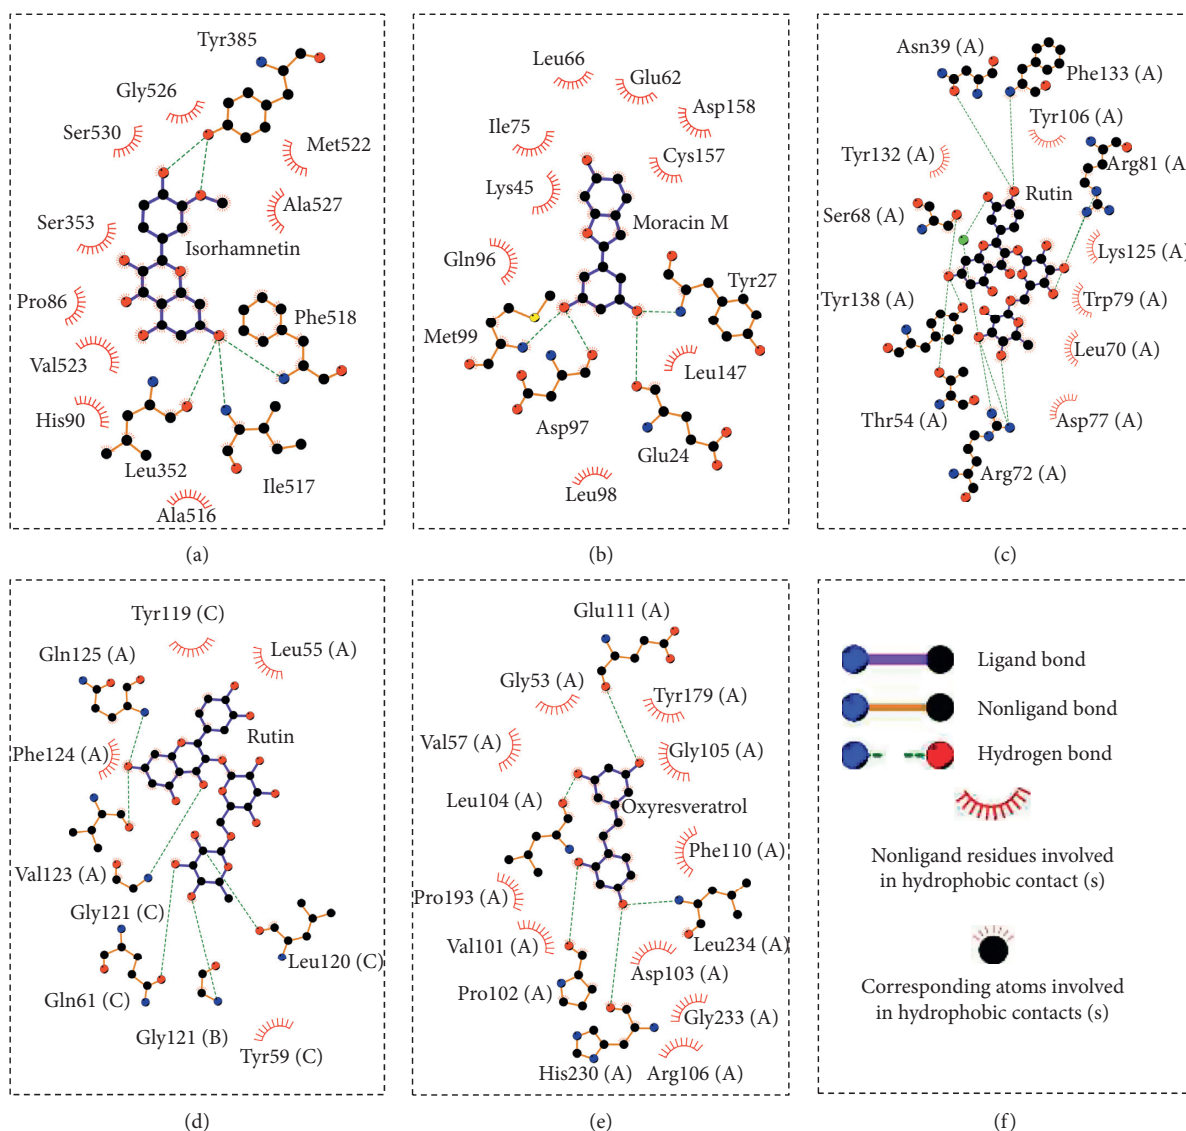 Tyr385
Gly526
Ser530
Met522
Ala527
Ser353
Isorhamnetin
Pro86
Phe518
Val523
His90
Leu352
Ile517
Ala516
(a)
Leu66
Glu62
Asp158
Ile75
Cys157
Lys45
Moracin M
Gln96
Tyr27
Met99
Leu147
Asp97
Glu24
Leu98
(b)
Asn39 (A)
Phe133 (A)
Tyr106 (A)
Tyr132 (A)
Arg81 (A)
Rutin
Ser68 (A)
Lys125 (A)
Tyr138 (A)
Trp79 (A)
Leu70 (A)
Thr54 (A)
Asp77 (A)
Arg72 (A)
(c)
Tyr119 (C)
Leu55 (A)
Gln125 (A)
Rutin
Phe124 (A)
Val123 (A)
Gly121 (C)
Leu120 (C)
Gln61 (C)
Gly121 (B)
Tyr59 (C)
(d)
Glu111 (A)
Gly53 (A)
Tyr179 (A)
Val57 (A)
Gly105 (A)
Leu104 (A)
Oxyresveratrol
Phe110 (A)
Pro193 (A)
Val101 (A)
Leu234 (A)
Asp103 (A)
Pro102 (A)
Gly233 (A)
His230 (A)
Arg106 (A)
(e)
Ligand bond
Nonligand bond
Hydrogen bond
Nonligand residues involved
in hydrophobic contact (s)
Corresponding atoms involved
in hydrophobic contacts (s)
(f)